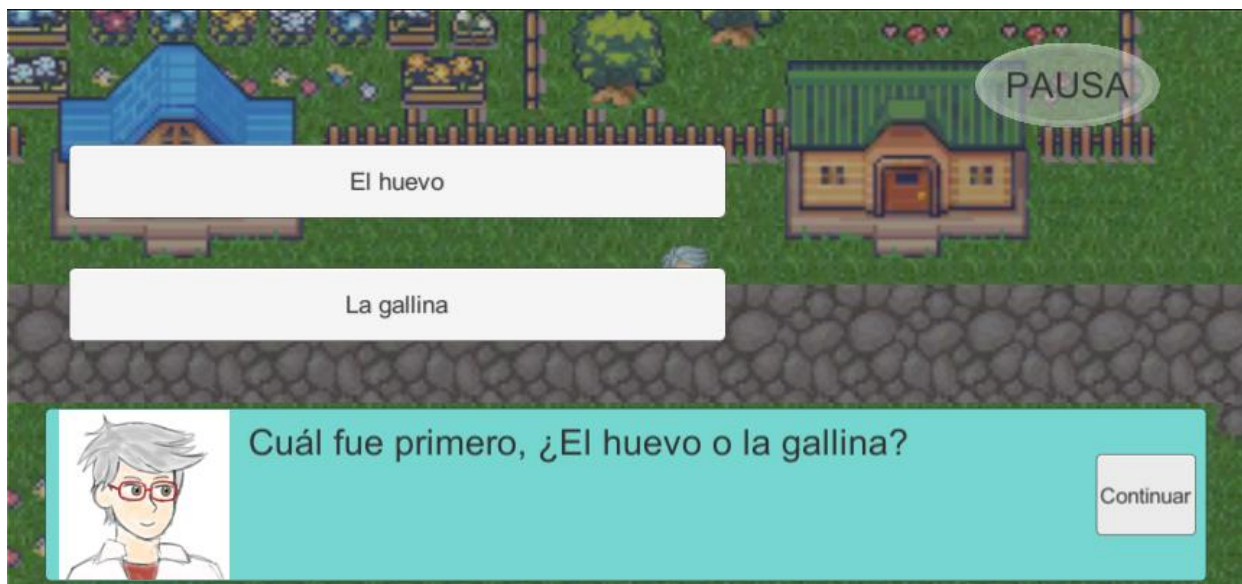 PAUSA
El huevo
La gallina
Cuál fue primero, ¿El huevo o la gallina?
Continuar